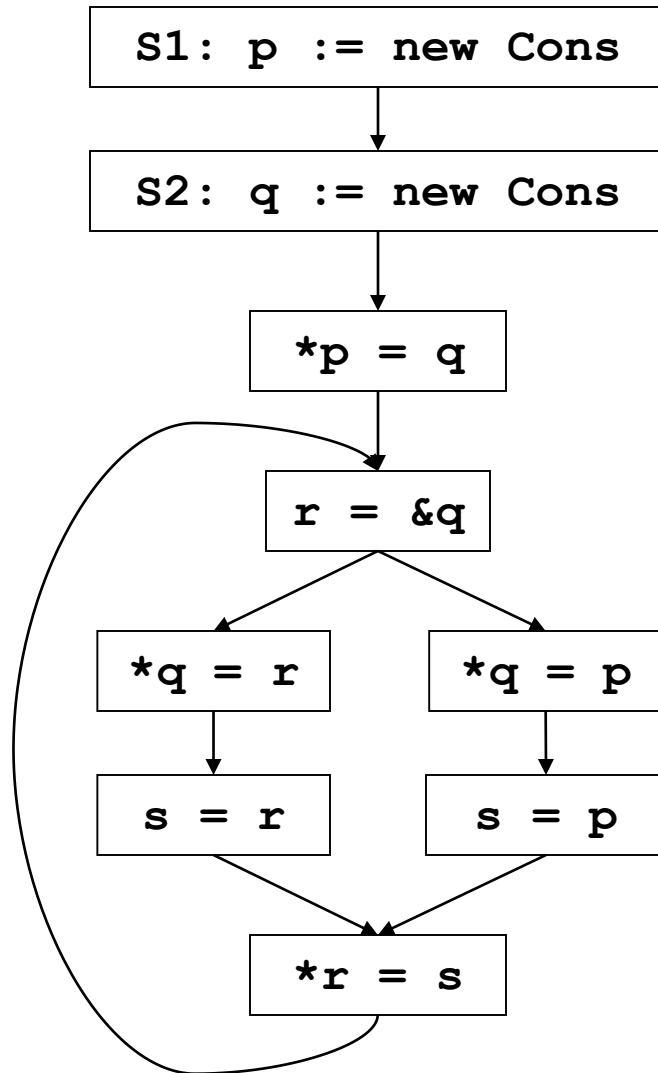 S1: p := new Cons
S2: q := new Cons
*p = q
r = &q
*q = r
*q = p
s = r
s = p
*r = s